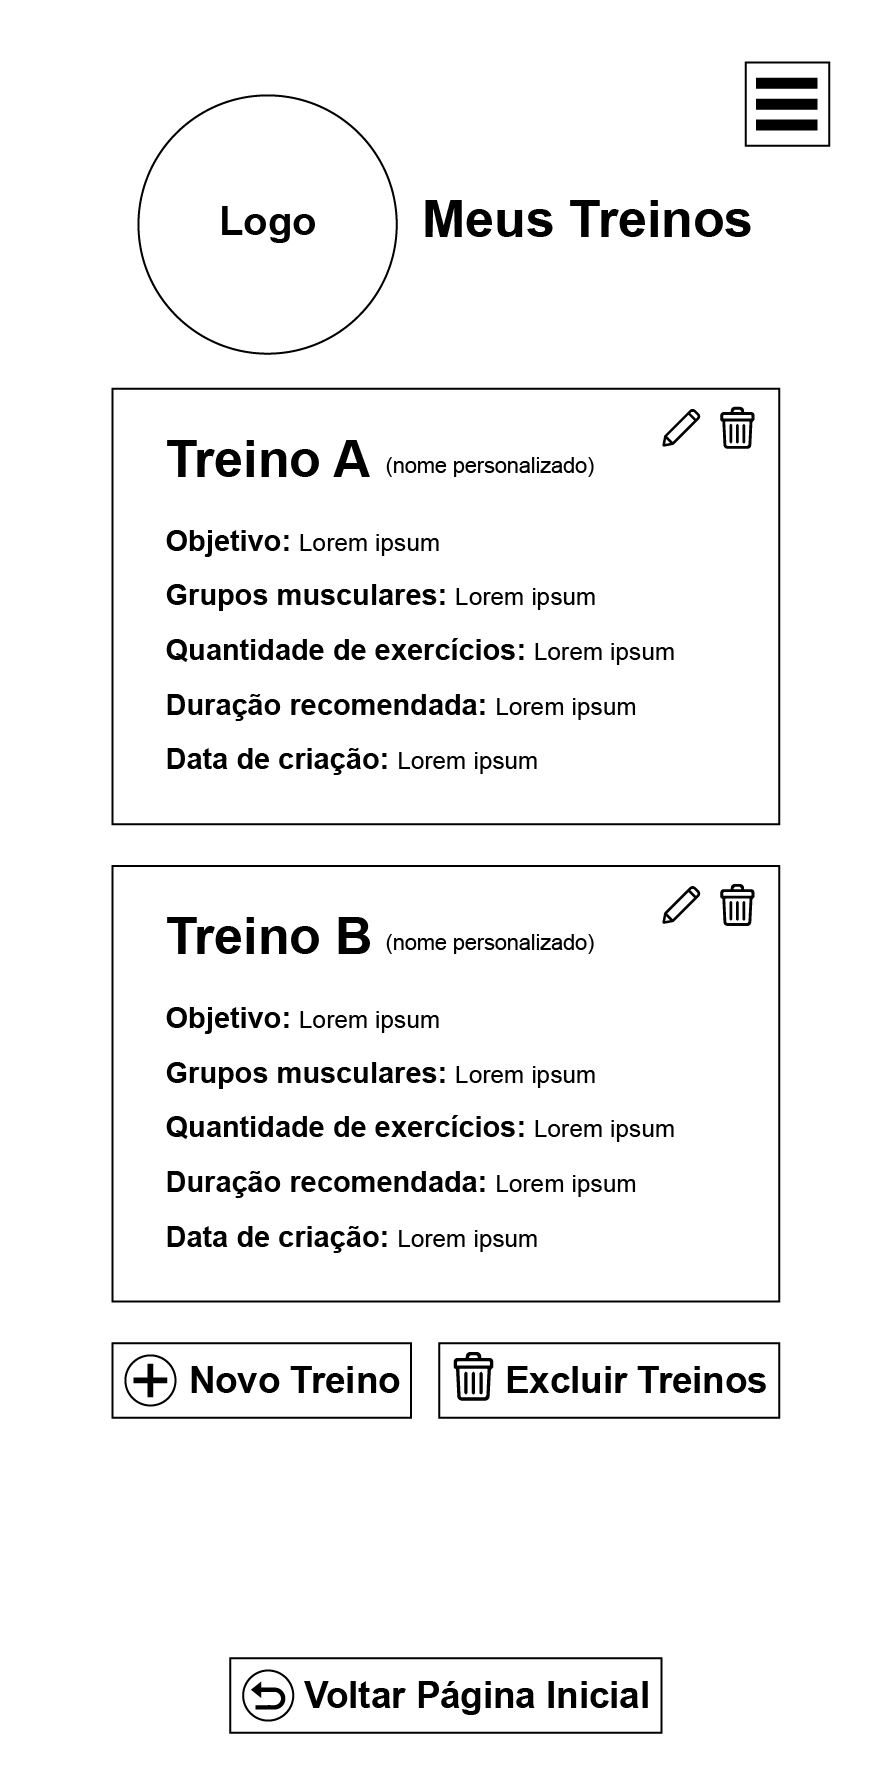 Logo
Meus Treinos
Treino A (nome personalizado)
Objetivo: Lorem ipsum
Grupos musculares: Lorem ipsum
Quantidade de exercícios: Lorem ipsum
Duração recomendada: Lorem ipsum
Data de criação: Lorem ipsum
Treino B (nome personalizado)
Objetivo: Lorem ipsum
Grupos musculares: Lorem ipsum
Quantidade de exercícios: Lorem ipsum
Duração recomendada: Lorem ipsum
Data de criação: Lorem ipsum
Novo Treino
Excluir Treinos
Voltar Página Inicial